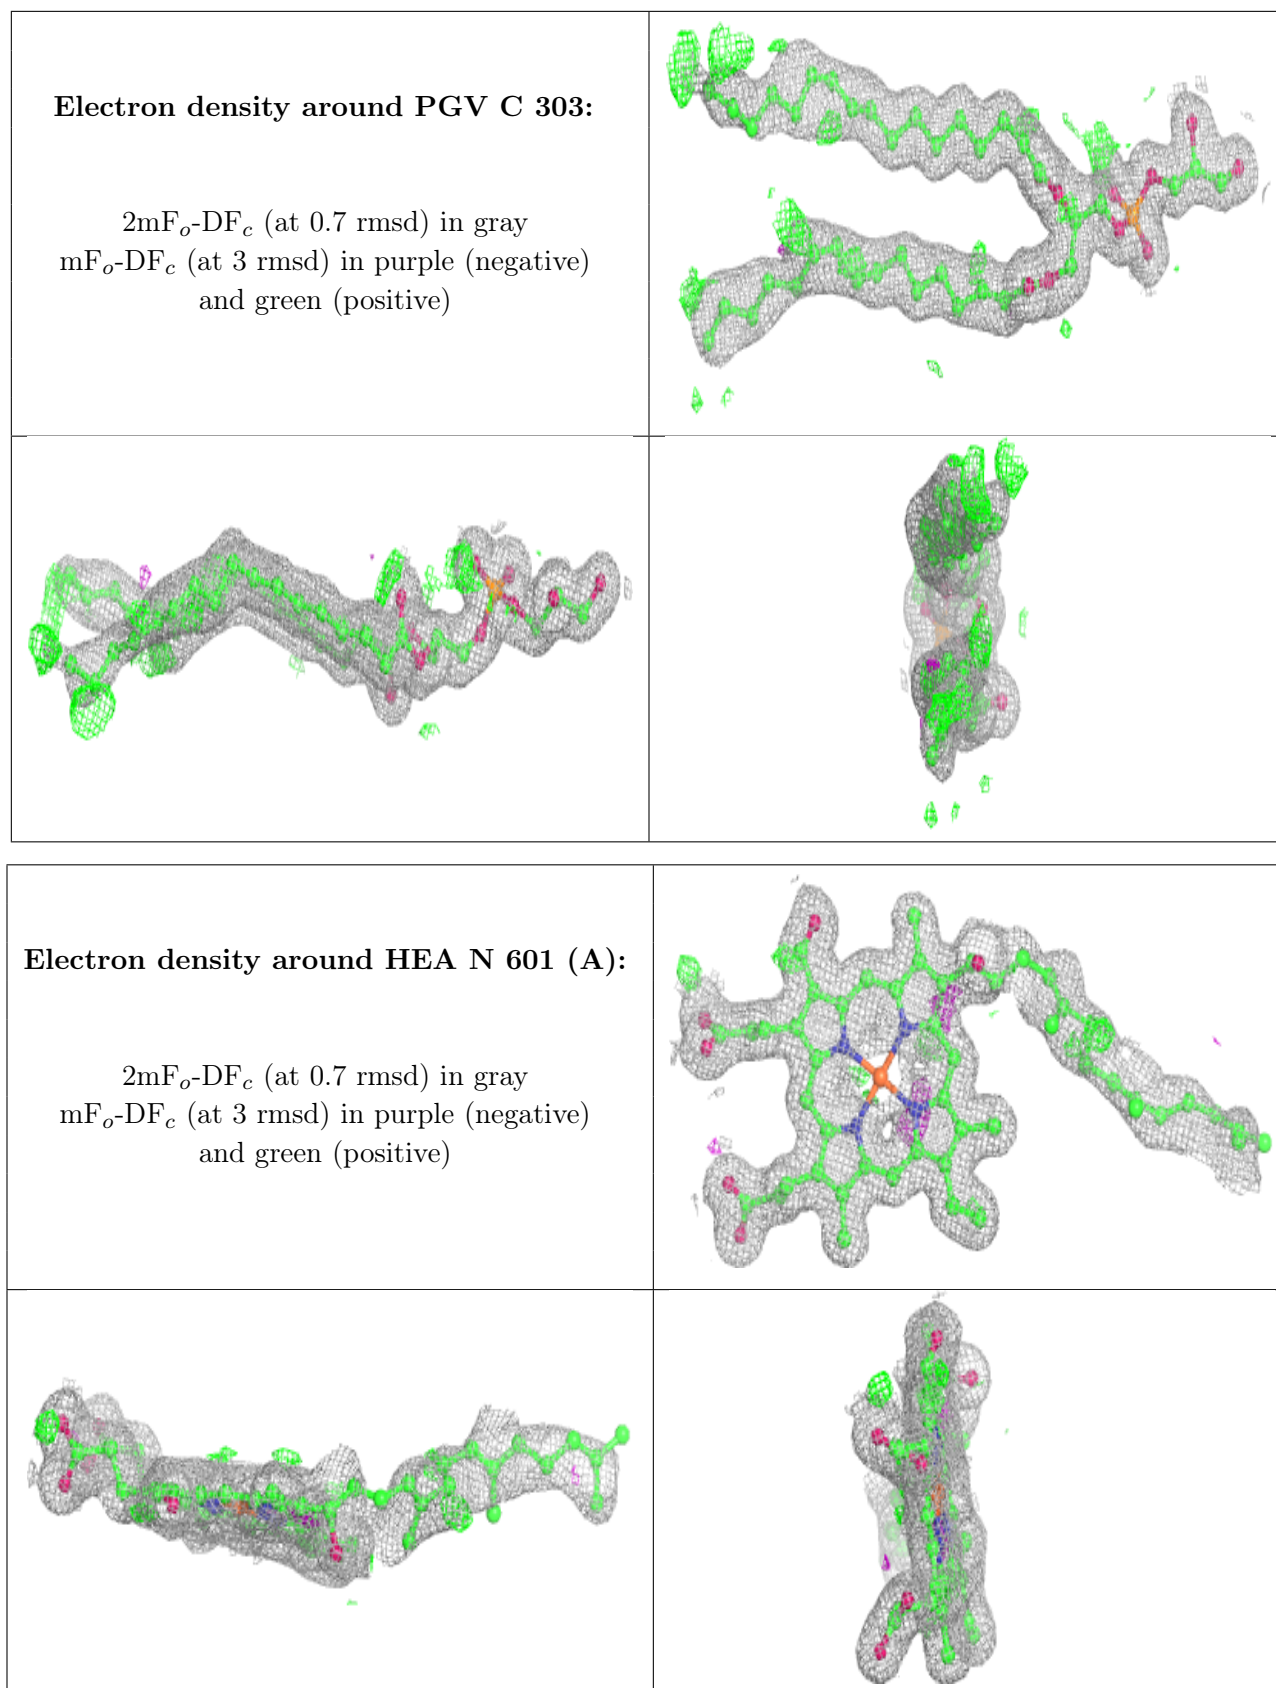 Electron density around PGV C 303:
2mFo-DFc (at 0.7 rmsd) in gray
mFo-DFc (at 3 rmsd) in purple (negative)
and green (positive)
Electron density around HEA N 601 (A):
2mFo-DFc (at 0.7 rmsd) in gray
mFo-DFc (at 3 rmsd) in purple (negative)
and green (positive)